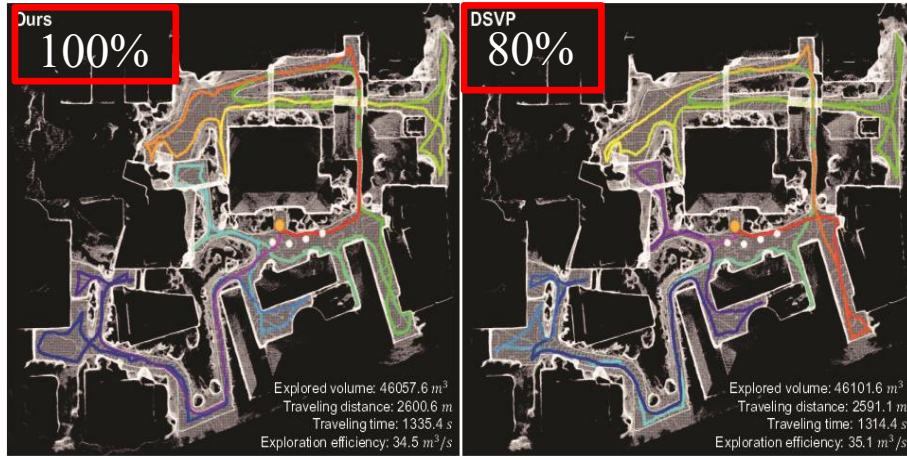 Ours
100%
Explored volume: 46057.6 m³
Traveling distance: 2600.6 m
Traveling time: 1335.4 s
Exploration efficiency: 34.5 m³/s
DSVP
80%
Explored volume: 46101.6 m³
Traveling distance: 2591.1 m
Traveling time: 1314.4 s
Exploration efficiency: 35.1 m³/s